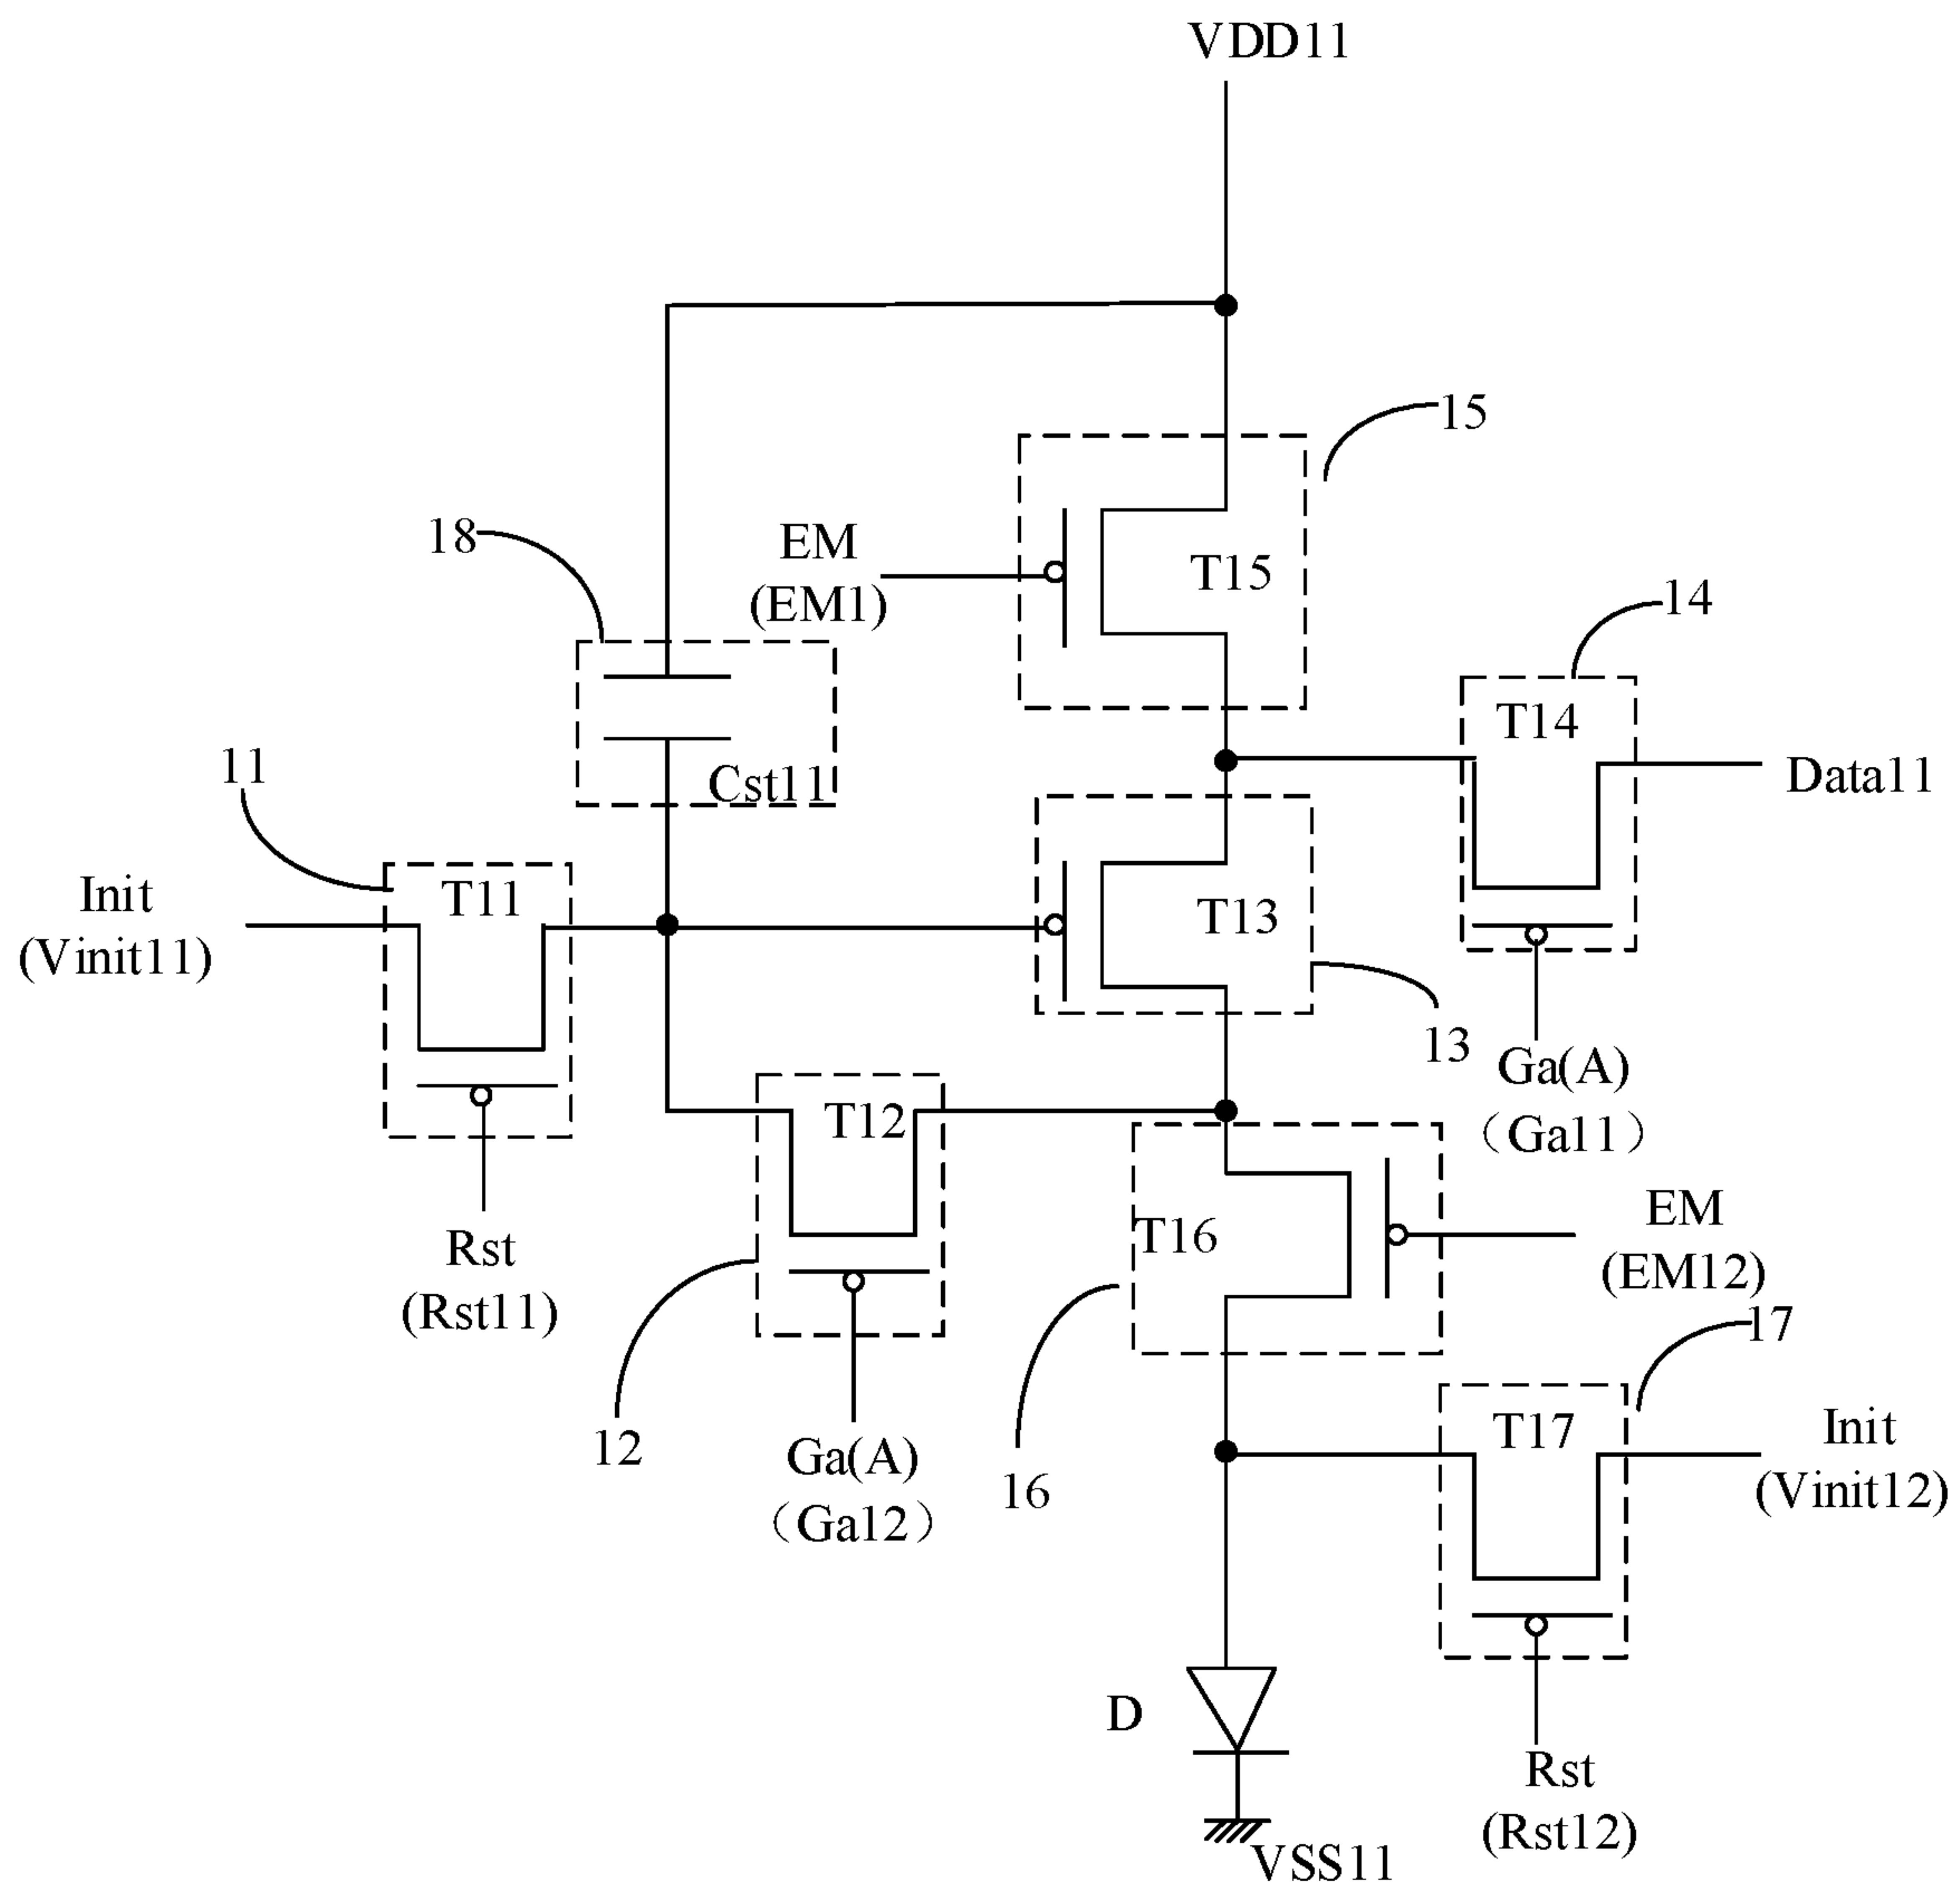 VDD11
15
18
EM
(EM1)
T15
14
T14
11
Cst11
Data11
Init
(Vinit11)
T11
T13
13
Ga(A)
（Ga11）
T12
T16
EM
(EM12)
Rst
(Rst11)
17
12
Ga(A)
（Ga12）
16
T17
Init
(Vinit12)
D
Rst
(Rst12)
VSS11